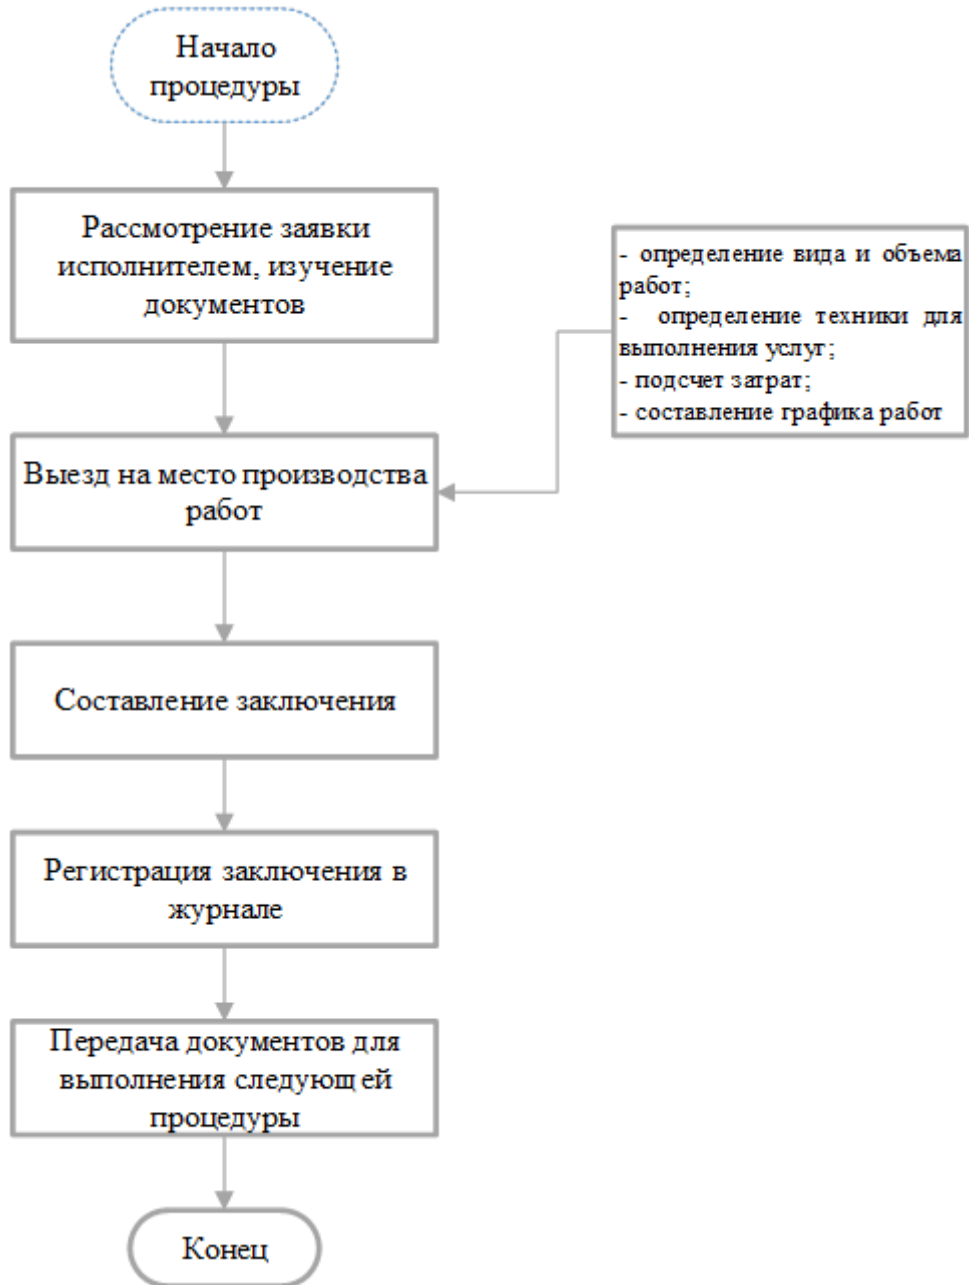 Начало
процедуры
Рассмотрение заявки
исполнителем, изучение
документов
- определение вида и объема
работ;
- определение техники для
выполнения услуг;
- подсчет затрат;
- составление графика работ
Выезд на место производства
работ
Составление заключения
Регистрация заключения в
журнале
Передача документов для
выполнения следующей
процедуры
Конец